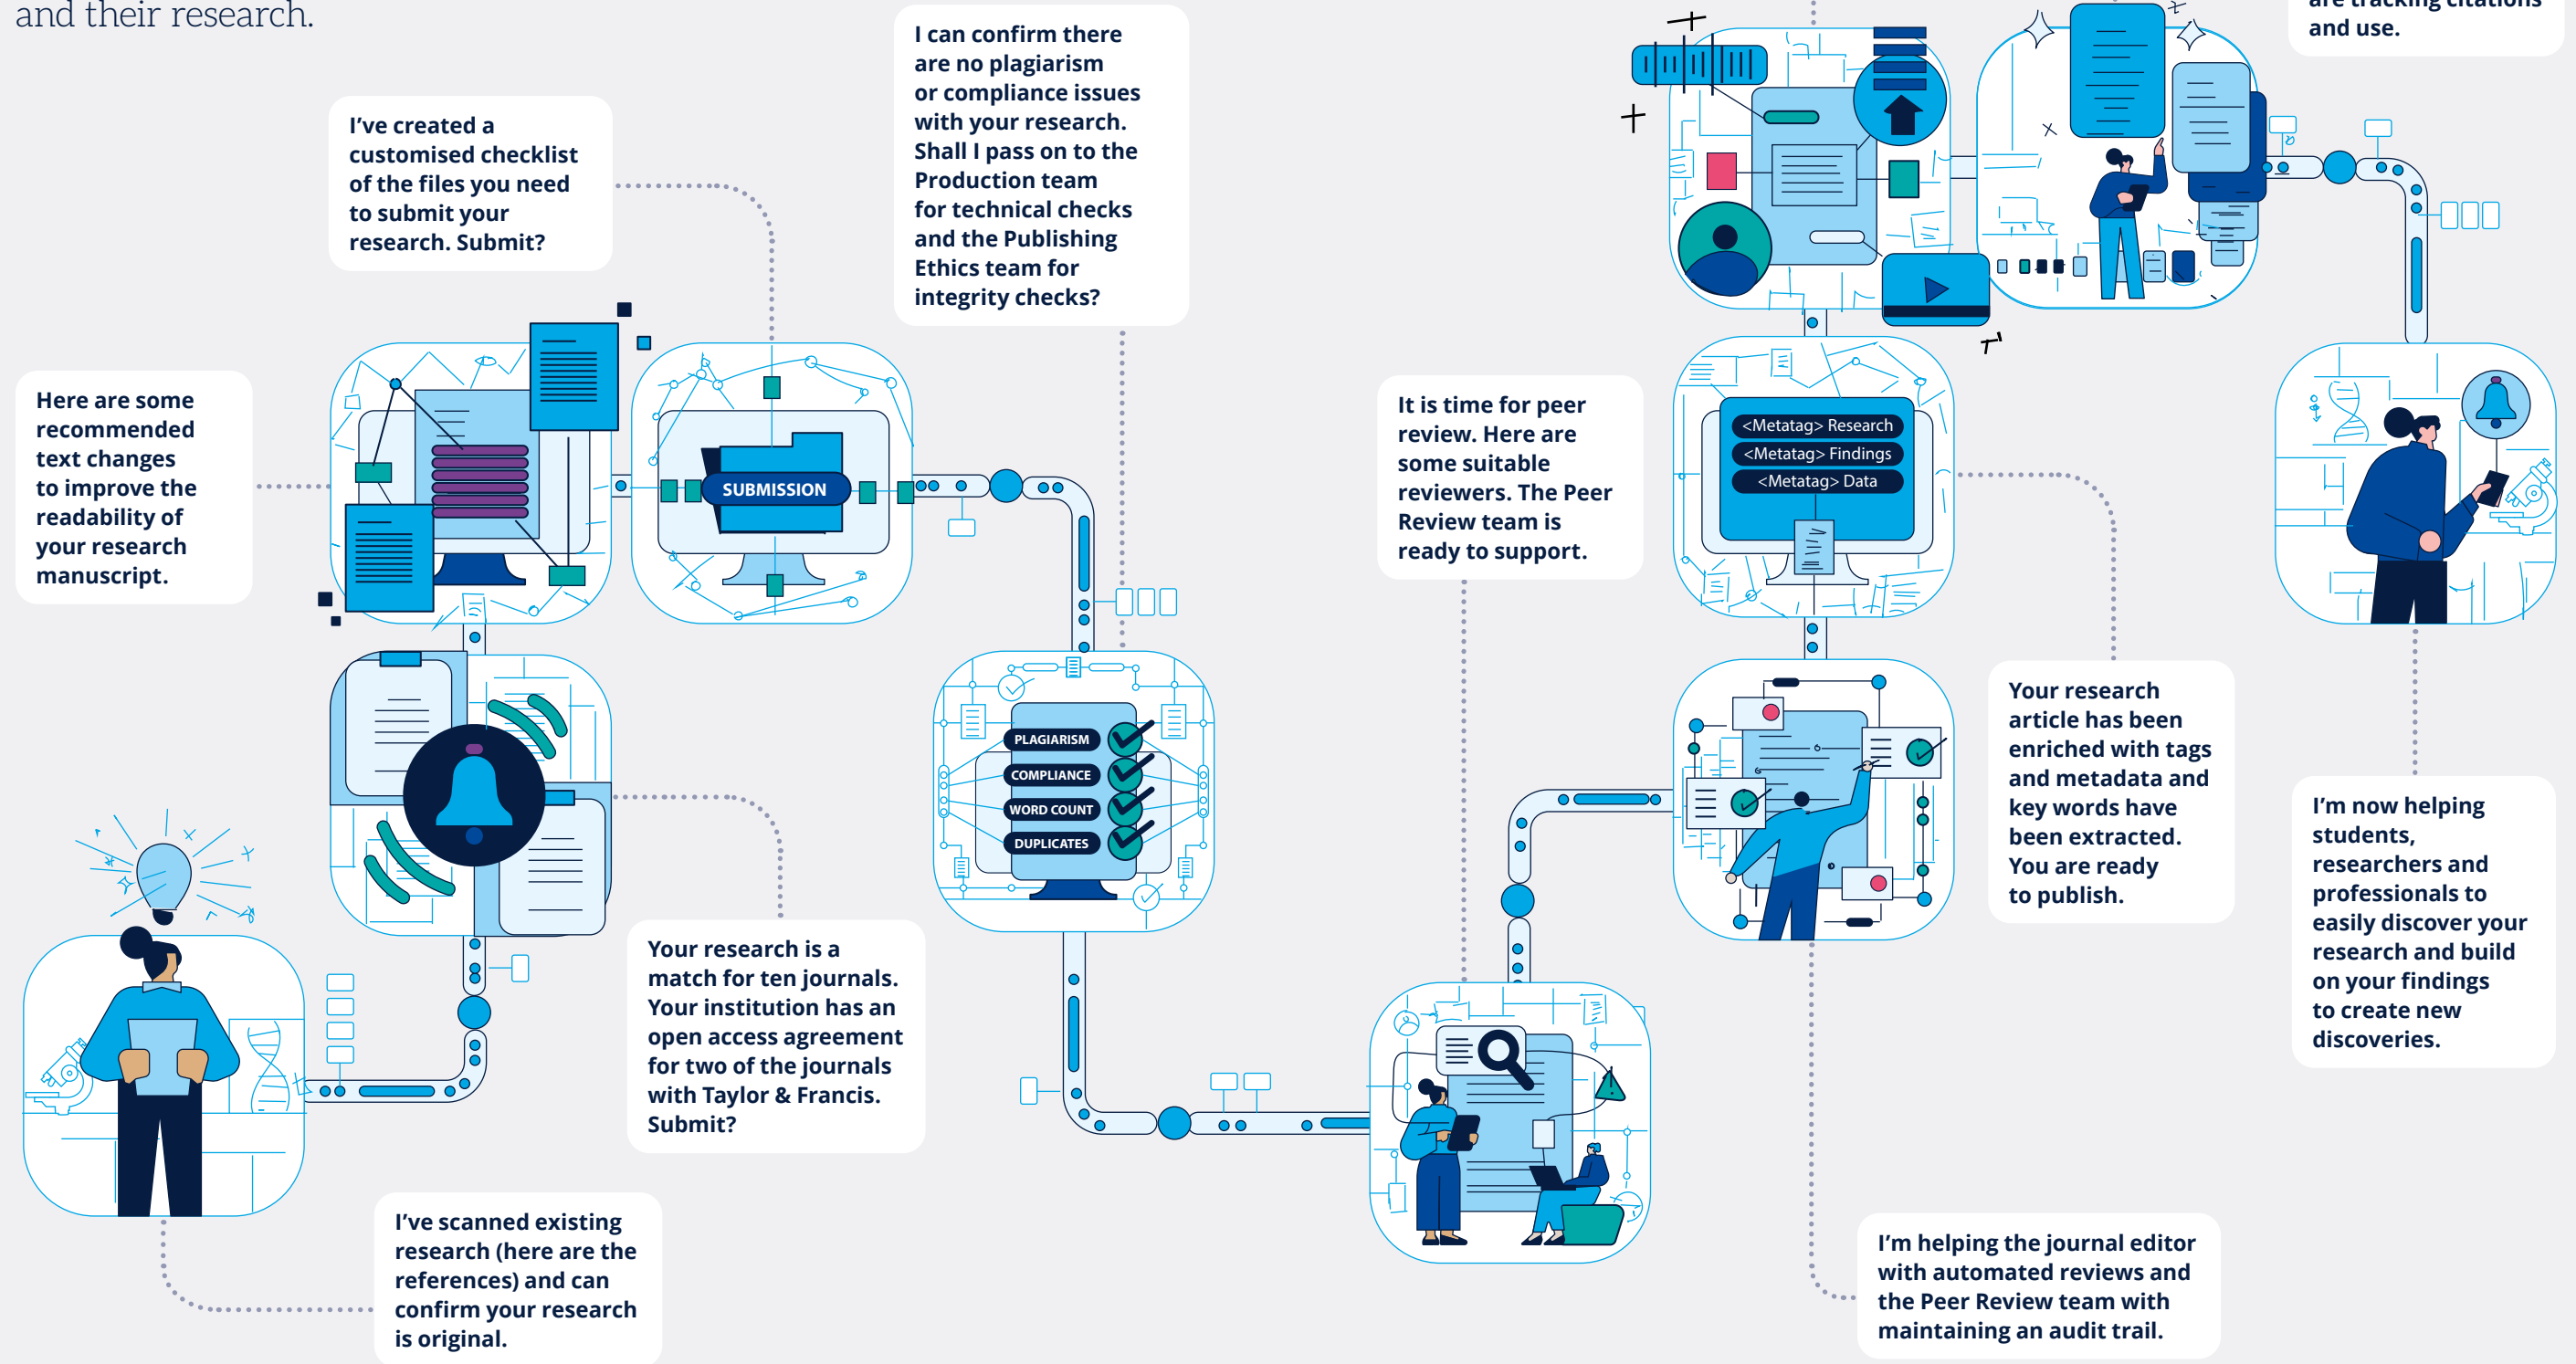 and their research.
I've scanned existing
research (here are the
references) and can
confirm your research
is original.
Your research is a
match for ten journals.
Your institution has an
open access agreement
for two of the journals
with Taylor & Francis.
Submit?
Here are some
recommended
text changes
to improve the
readability of
your research
manuscript.
I've created a
customised checklist
of the files you need
to submit your
research. Submit?
SUBMISSION
I can confirm there
are no plagiarism
or compliance issues
with your research.
Shall I pass on to the
Production team
for technical checks
and the Publishing
Ethics team for
integrity checks?
PLAGIARISM
COMPLIANCE
WORD COUNT
DUPLICATES
It is time for peer
review. Here are
some suitable
reviewers. The Peer
Review team is
ready to support.
I'm helping the journal editor
with automated reviews and
the Peer Review team with
maintaining an audit trail.
<Metatag> Research
<Metatag> Findings
<Metatag> Data
Your research
article has been
enriched with tags
and metadata and
key words have
been extracted.
You are ready
to publish.
are tracking citations
and use.
I'm now helping
students,
researchers and
professionals to
easily discover your
research and build
on your findings
to create new
discoveries.